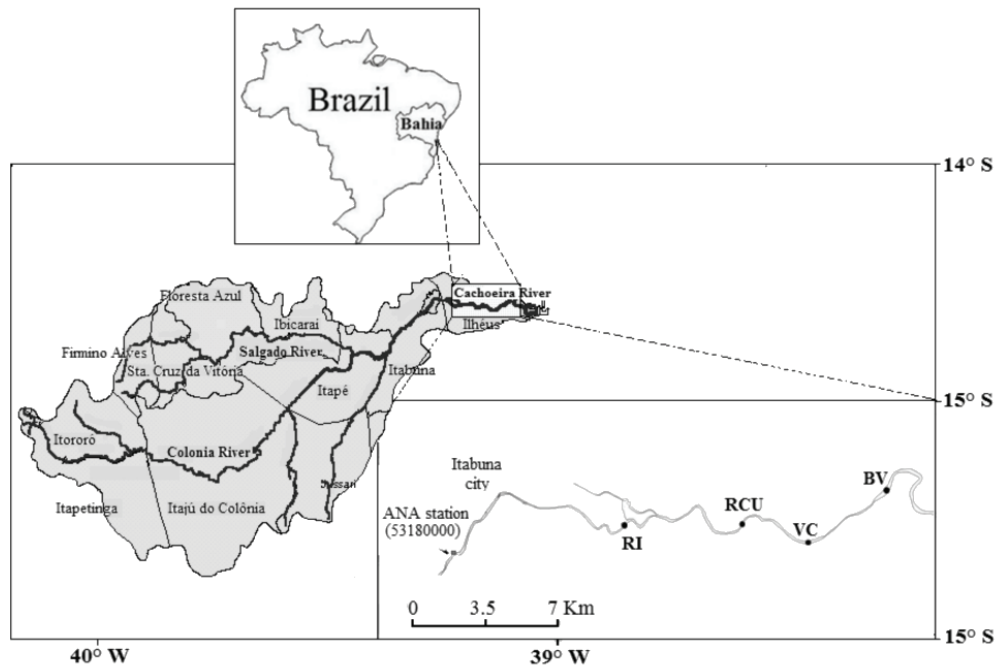 Brazil
Bahia
14° S
Cachoeira River
Floresta Azul
Ibicaraí
Ilhéus
Firmino Alves
Salgado River
Sta. Cruz da Vitória
Itabuna
Itapé
15° S
Itororó
Colonia River
Itapetinga
Itajú do Colônia
Itabuna
city
BV
ANA station
(53180000)
RCU
VC
RI
0 3.5 7 Km
15° S
40° W
39° W